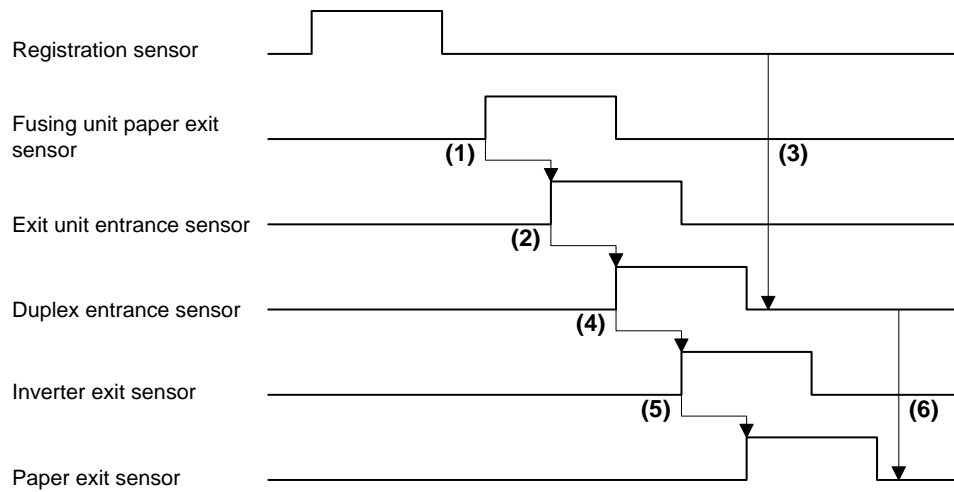 Registration sensor
Fusing unit paper exit
sensor
(1)
(3)
Exit unit entrance sensor
(2)
Duplex entrance sensor
(4)
Inverter exit sensor
(5)
(6)
Paper exit sensor